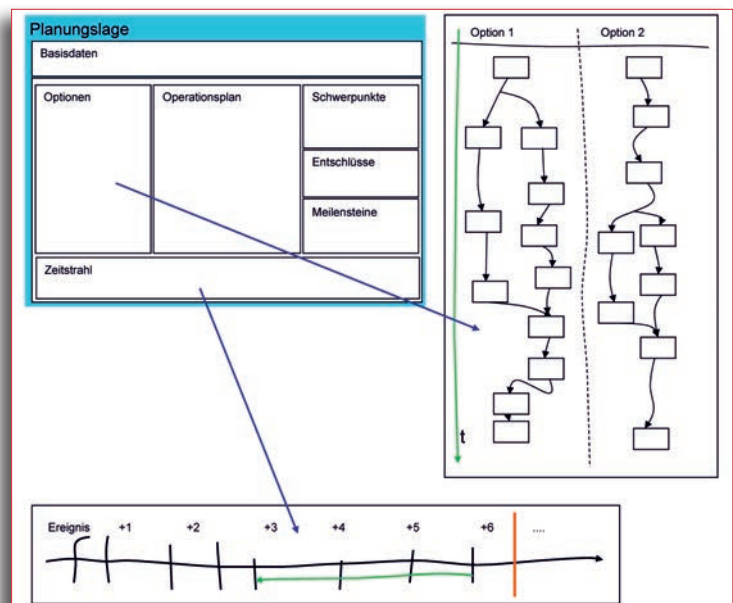 Planungslage
Basisdaten
Optionen
Operationsplan
Schwerpunkte
Entschlüsse
Meilensteine
Zeitstrahl
Option 1
Option 2
t
Ereignis +1 +2 +3 +4 +5 +6 ....